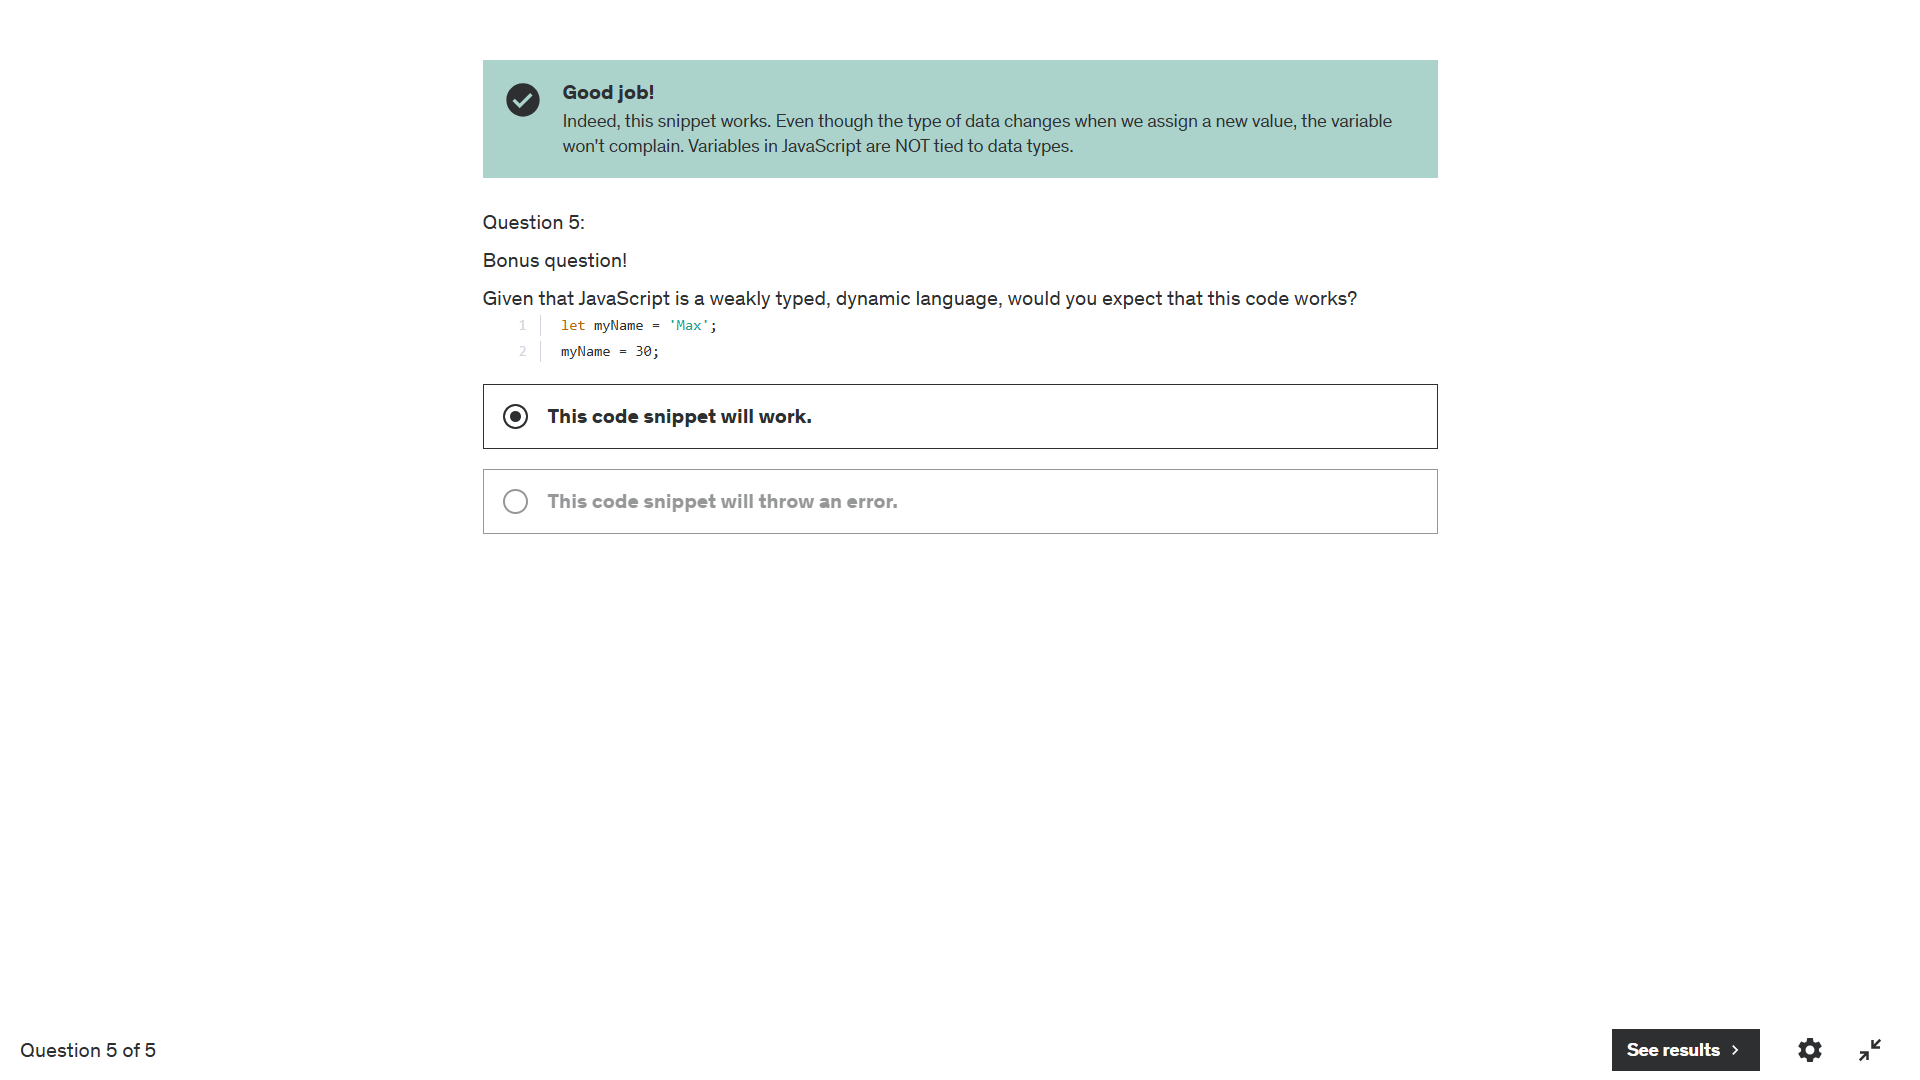 Good job!
Indeed, this snippet works. Even though the type of data changes when we assign a new value, the variable
won't complain. Variables in JavaScript are NOT tied to data types.
Question 5:
Bonus question!
Given that JavaScript is a weakly typed, dynamic language, would you expect that this code works?
1 let myName = 'Max';
2 myName = 30;
This code snippet will work.
This code snippet will throw an error.
Question 5 of 5
See results